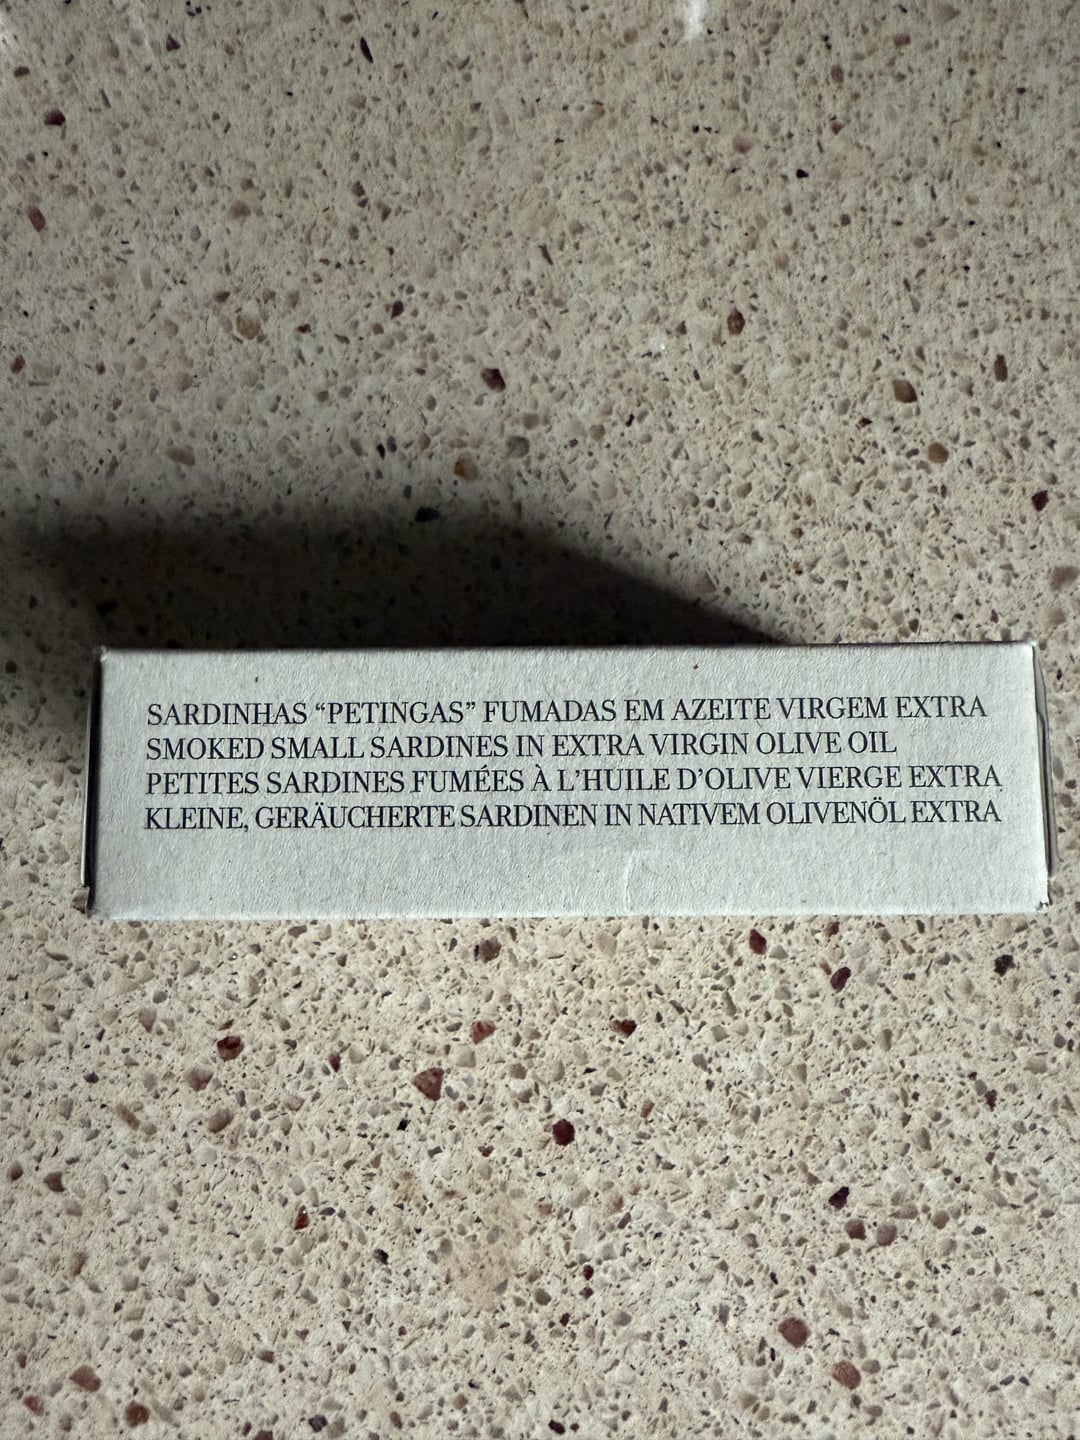 SARDINHAS “PETINGAS” FUMADAS EM AZEITE VIRGEM EXTRA
SMOKED SMALL SARDINES IN EXTRA VIRGIN OLIVE OIL
PETITES SARDINES FUMÉES À L’HUILE D’OLIVE VIERGE EXTRA
KLEINE, GERÄUCHERTE SARDINEN IN NATIVEM OLIVENÖL EXTRA